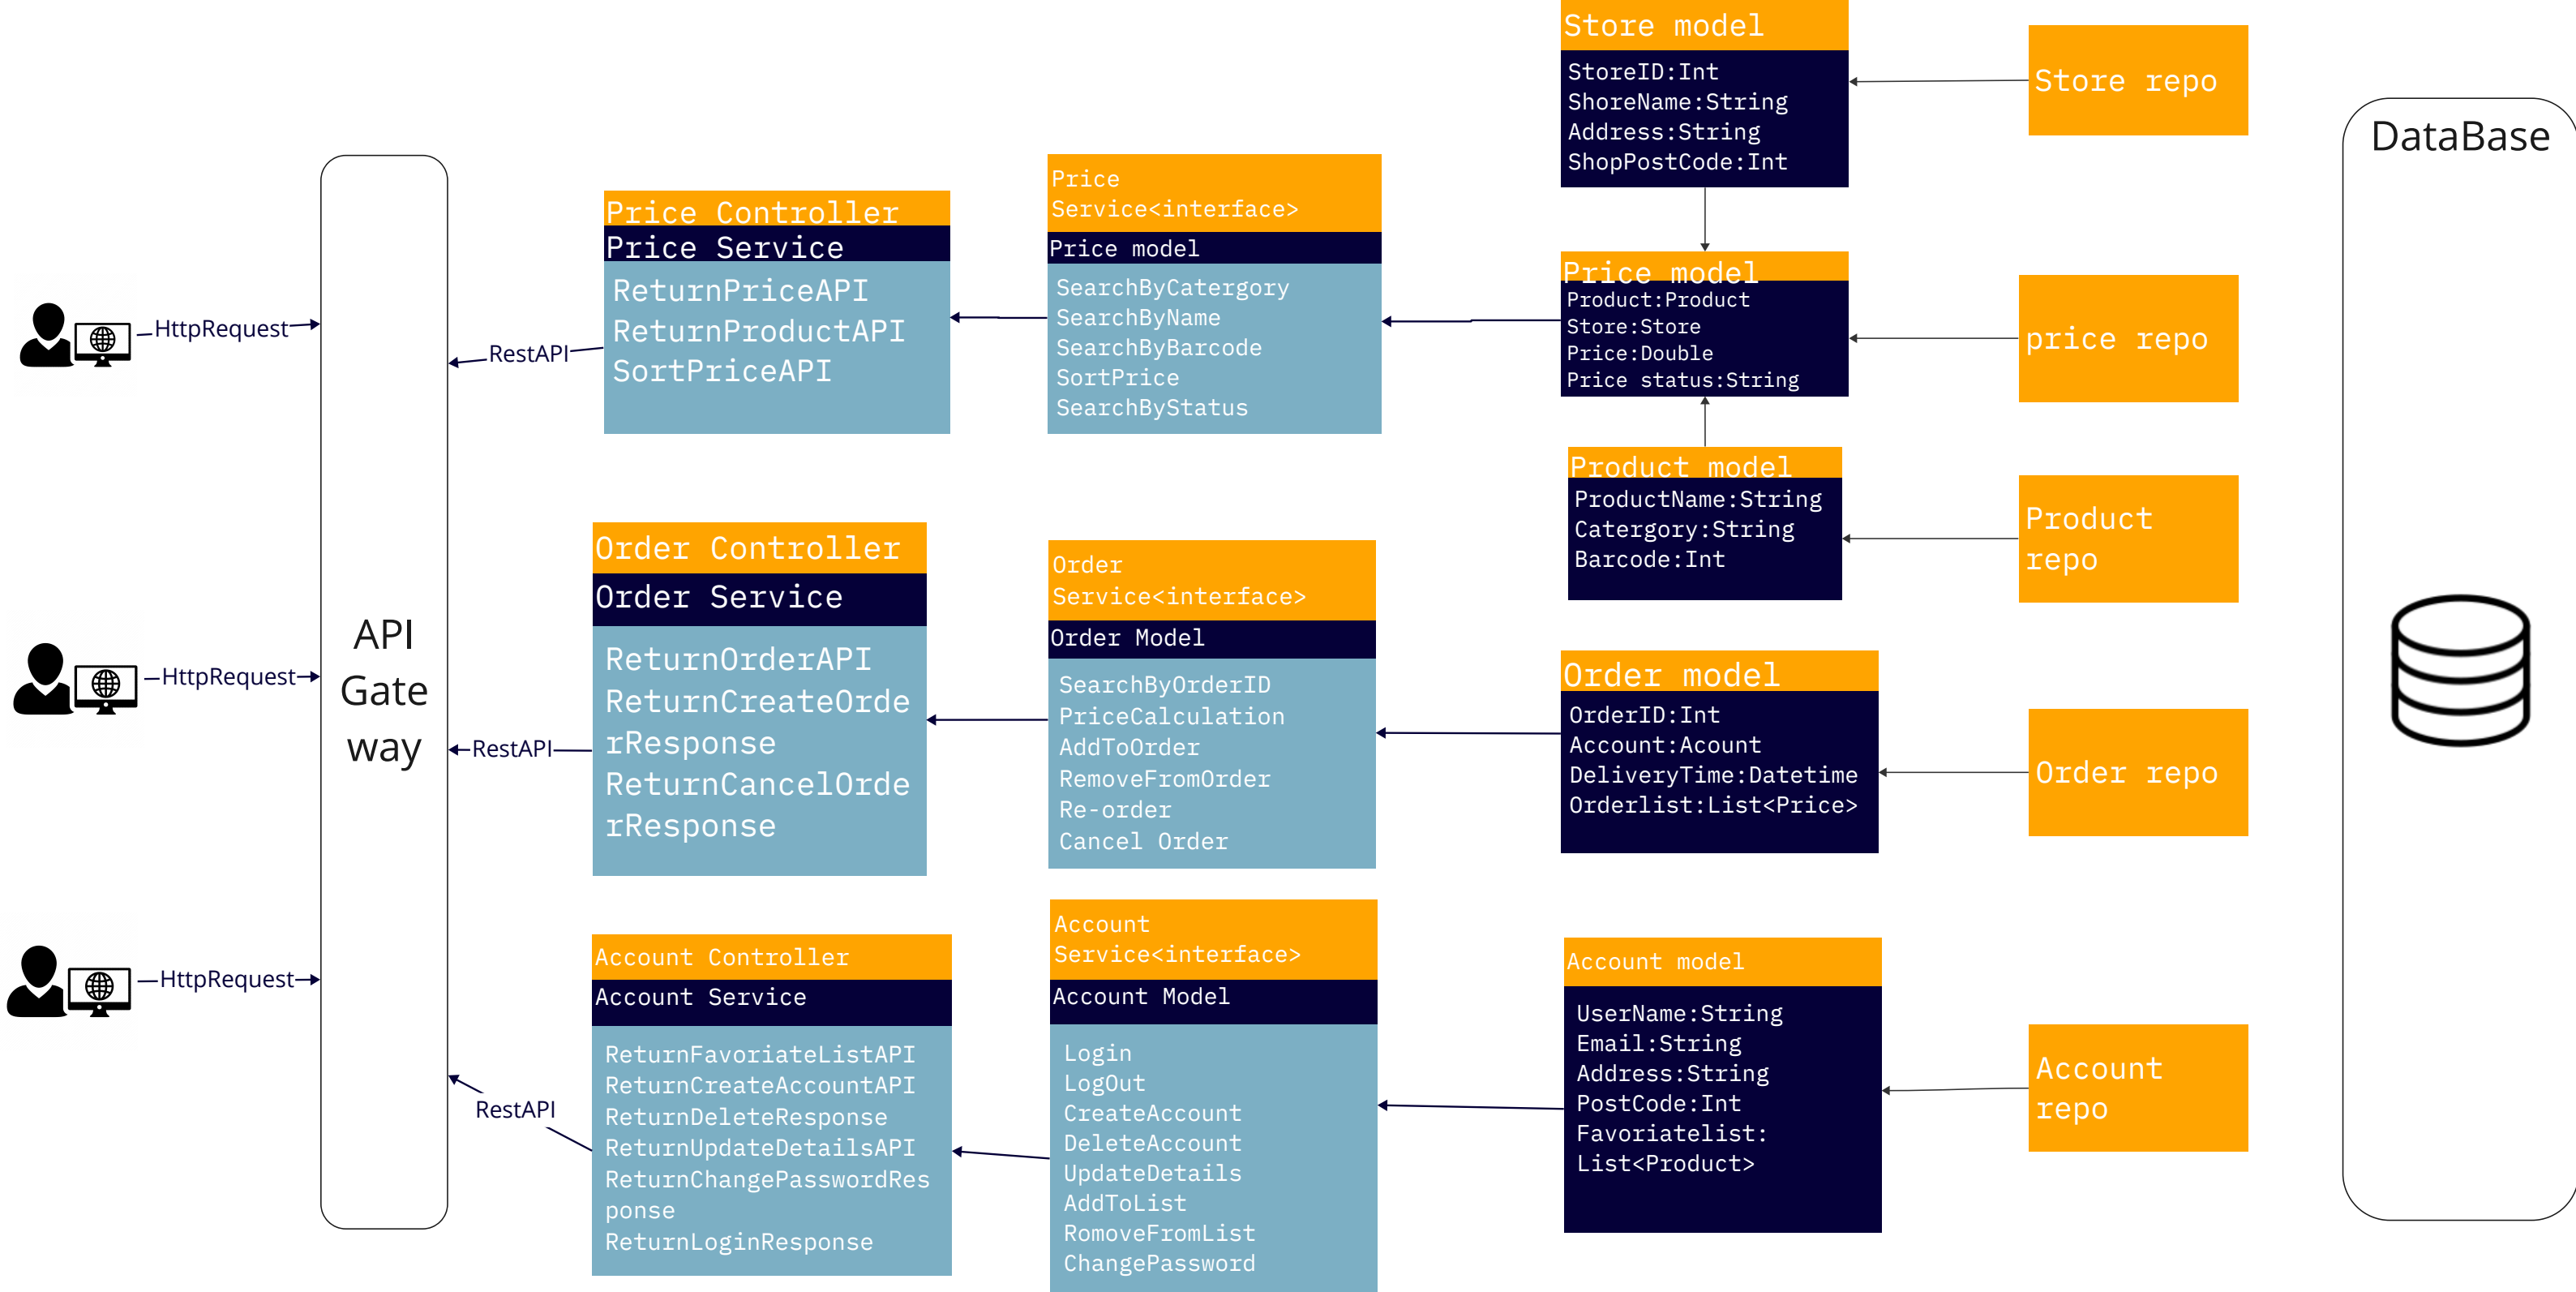 Store model
StoreID:Int
ShoreName:String
Address:String
ShopPostCode:Int
Store repo
DataBase
Price Controller
Price Service
ReturnPriceAPI
ReturnProductAPI
SortPriceAPI
Price
Service<interface>
Price model
SearchByCatergory
SearchByName
SearchByBarcode
SortPrice
SearchByStatus
Price model
Product:Product
Store:Store
Price:Double
Price status:String
price repo
HttpRequest
RestAPI
Product model
ProductName:String
Catergory:String
Barcode:Int
Product
repo
API
Gate
way
Order Controller
Order Service
ReturnOrderAPI
ReturnCreateOrde
rResponse
ReturnCancelOrde
rResponse
Order
Service<interface>
Order Model
SearchByOrderID
PriceCalculation
AddToOrder
RemoveFromOrder
Re-order
Cancel Order
Order model
OrderID:Int
Account:Acount
DeliveryTime:Datetime
Orderlist:List<Price>
Order repo
HttpRequest
RestAPI
Account Controller
Account Service
ReturnFavoriateListAPI
ReturnCreateAccountAPI
ReturnDeleteResponse
ReturnUpdateDetailsAPI
ReturnChangePasswordRes
ponse
ReturnLoginResponse
Account
Service<interface>
Account Model
Login
LogOut
CreateAccount
DeleteAccount
UpdateDetails
AddToList
RomoveFromList
ChangePassword
Account model
UserName:String
Email:String
Address:String
PostCode:Int
Favoriatelist:
List<Product>
Account
repo
HttpRequest
RestAPI